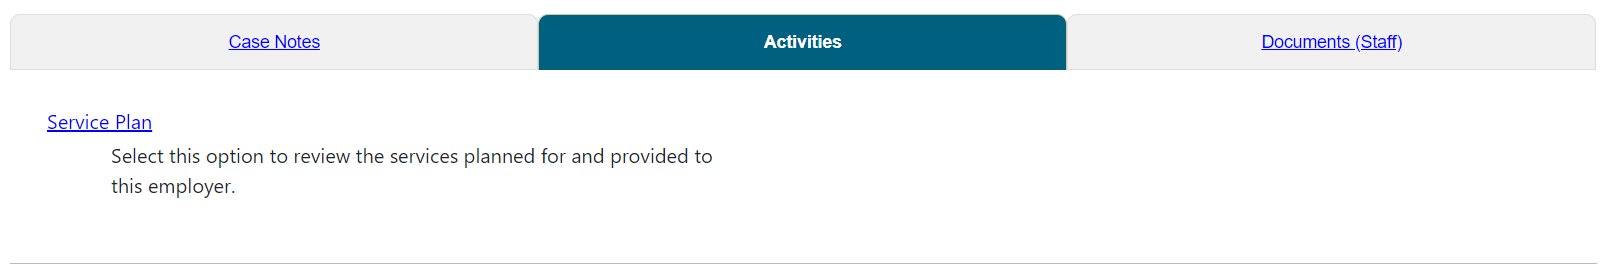 Case Notes
Activities
Documents (Staff)
Service Plan
Select this option to review the services planned for and provided to
this employer.